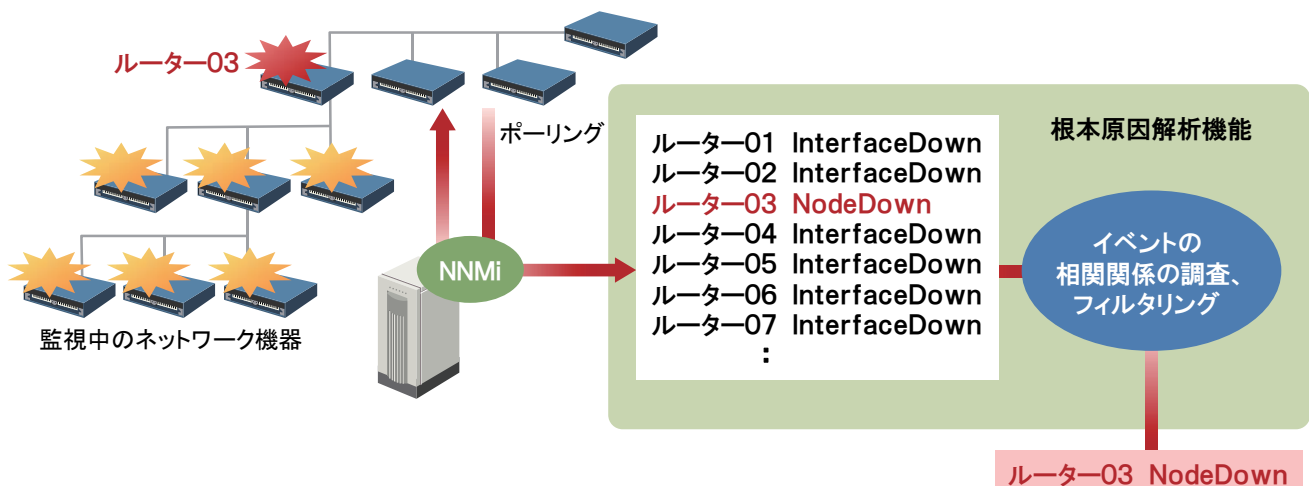 ルーター03
ポーリング
NNMi
監視中のネットワーク機器
根本原因解析機能
ルーター01 InterfaceDown
ルーター02 InterfaceDown
ルーター03 NodeDown
ルーター04 InterfaceDown
ルーター05 InterfaceDown
ルーター06 InterfaceDown
ルーター07 InterfaceDown
:
イベントの
相関関係の調査、
フィルタリング
ルーター03 NodeDown